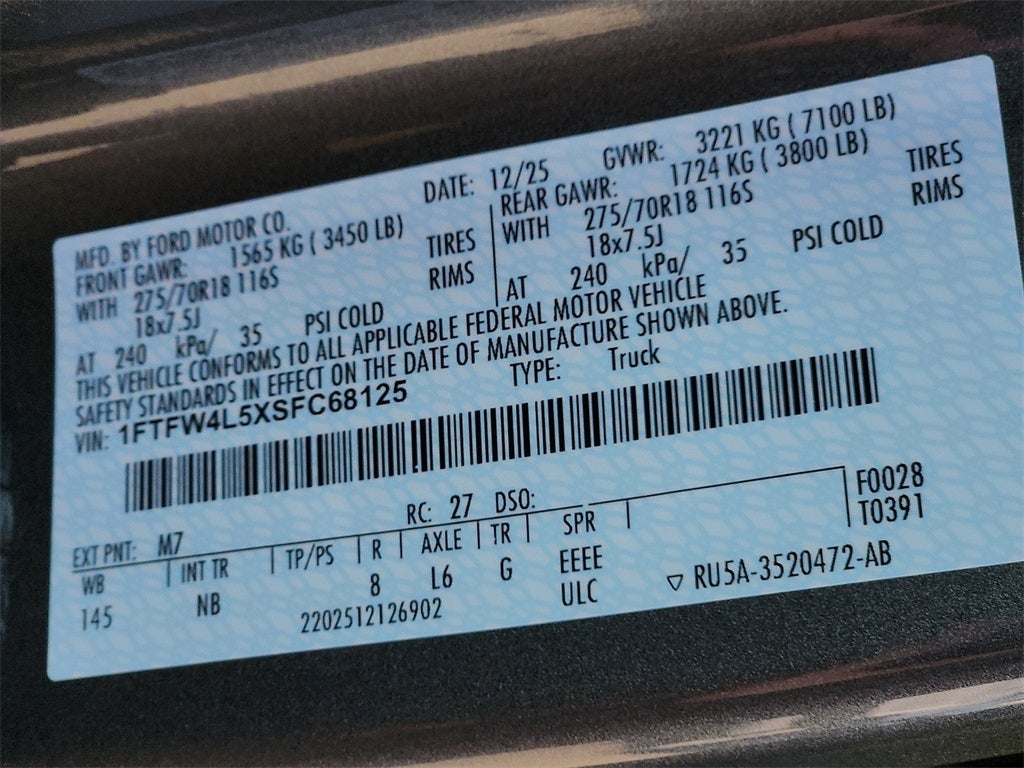 MFD. BY FORD MOTOR CO.
DATE: 12/25 GVWR: 3221 KG ( 7100 LB)
FRONT GAWR: 1565 KG ( 3450 LB)
REAR GAWR: 1724 KG ( 3800 LB)
WITH 275/70R18 116S TIRES
WITH 275/70R18 116S TIRES
18x7.5J RIMS
18x7.5J RIMS
AT 240 kPa/ 35 PSI COLD
AT 240 kPa/ 35 PSI COLD
THIS VEHICLE CONFORMS TO ALL APPLICABLE FEDERAL MOTOR VEHICLE
SAFETY STANDARDS IN EFFECT ON THE DATE OF MANUFACTURE SHOWN ABOVE.
VIN: 1FTFW4L5XSFC68125 TYPE: Truck
EXT PNT: M7 RC: 27 DSO:
WB INT TR TP/PS R AXLE TR SPR
145 NB 8 L6 G EEEE
2202512126902 ULC
F0028
T0391
▽ RU5A-3520472-AB